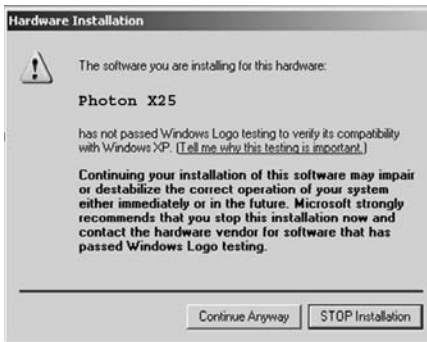 Hardware Installation
The software you are installing for this hardware:
Photon X25
has not passed Windows Logo testing to verify its compatibility
with Windows XP. (Tell me why this testing is important.)
Continuing your installation of this software may impair
or destabilize the correct operation of your system
either immediately or in the future. Microsoft strongly
recommends that you stop this installation now and
contact the hardware vendor for software that has
passed Windows Logo testing.
Continue Anyway
STOP Installation